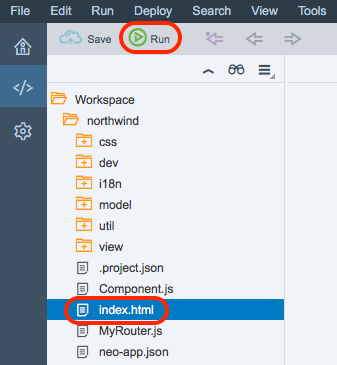 File Edit Run Deploy Search View Tools
Save Run
Workspace
northwind
css
dev
i18n
model
util
view
.project.json
Component.js
index.html
MyRouter.js
neo-app.json